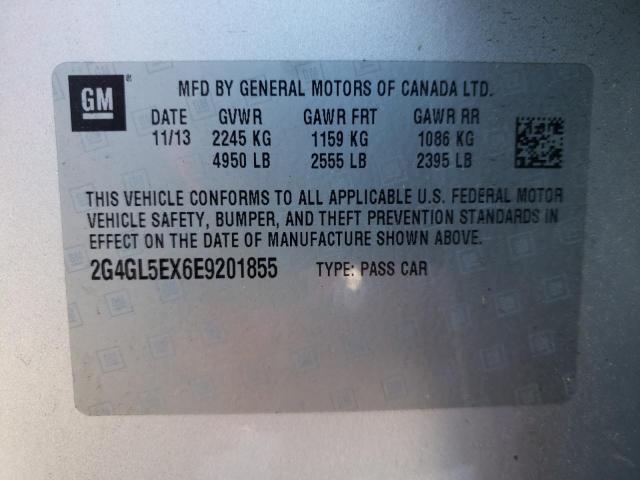 GM ® MFD BY GENERAL MOTORS OF CANADA LTD.
DATE GVWR GAWR FRT GAWR RR
11/13 2245 KG 1159 KG 1086 KG
4950 LB 2555 LB 2395 LB
THIS VEHICLE CONFORMS TO ALL APPLICABLE U.S. FEDERAL MOTOR
VEHICLE SAFETY, BUMPER, AND THEFT PREVENTION STANDARDS IN
EFFECT ON THE DATE OF MANUFACTURE SHOWN ABOVE.
2G4GL5EX6E9201855 TYPE: PASS CAR